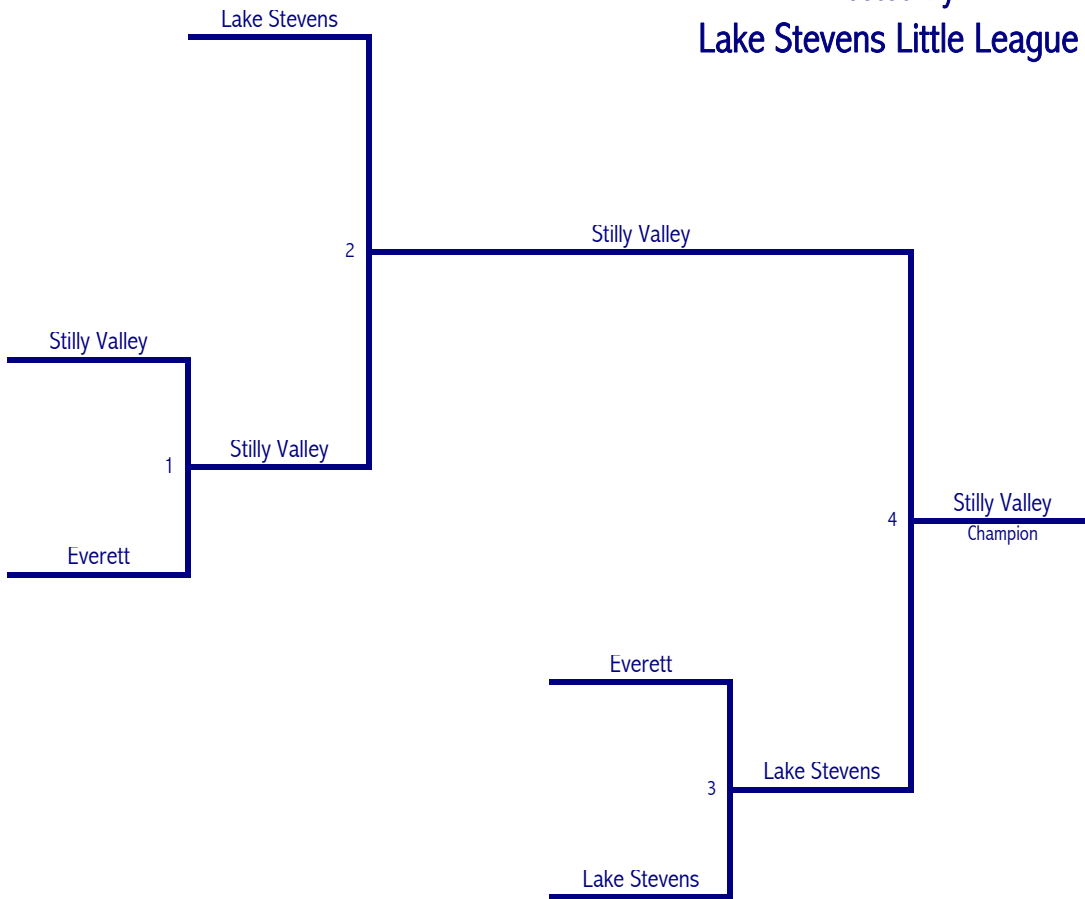 Lake Stevens Little League
Lake Stevens
2
Stilly Valley
Stilly Valley
1
Stilly Valley
Everett
4
Stilly Valley
Champion
Everett
3
Lake Stevens
Lake Stevens